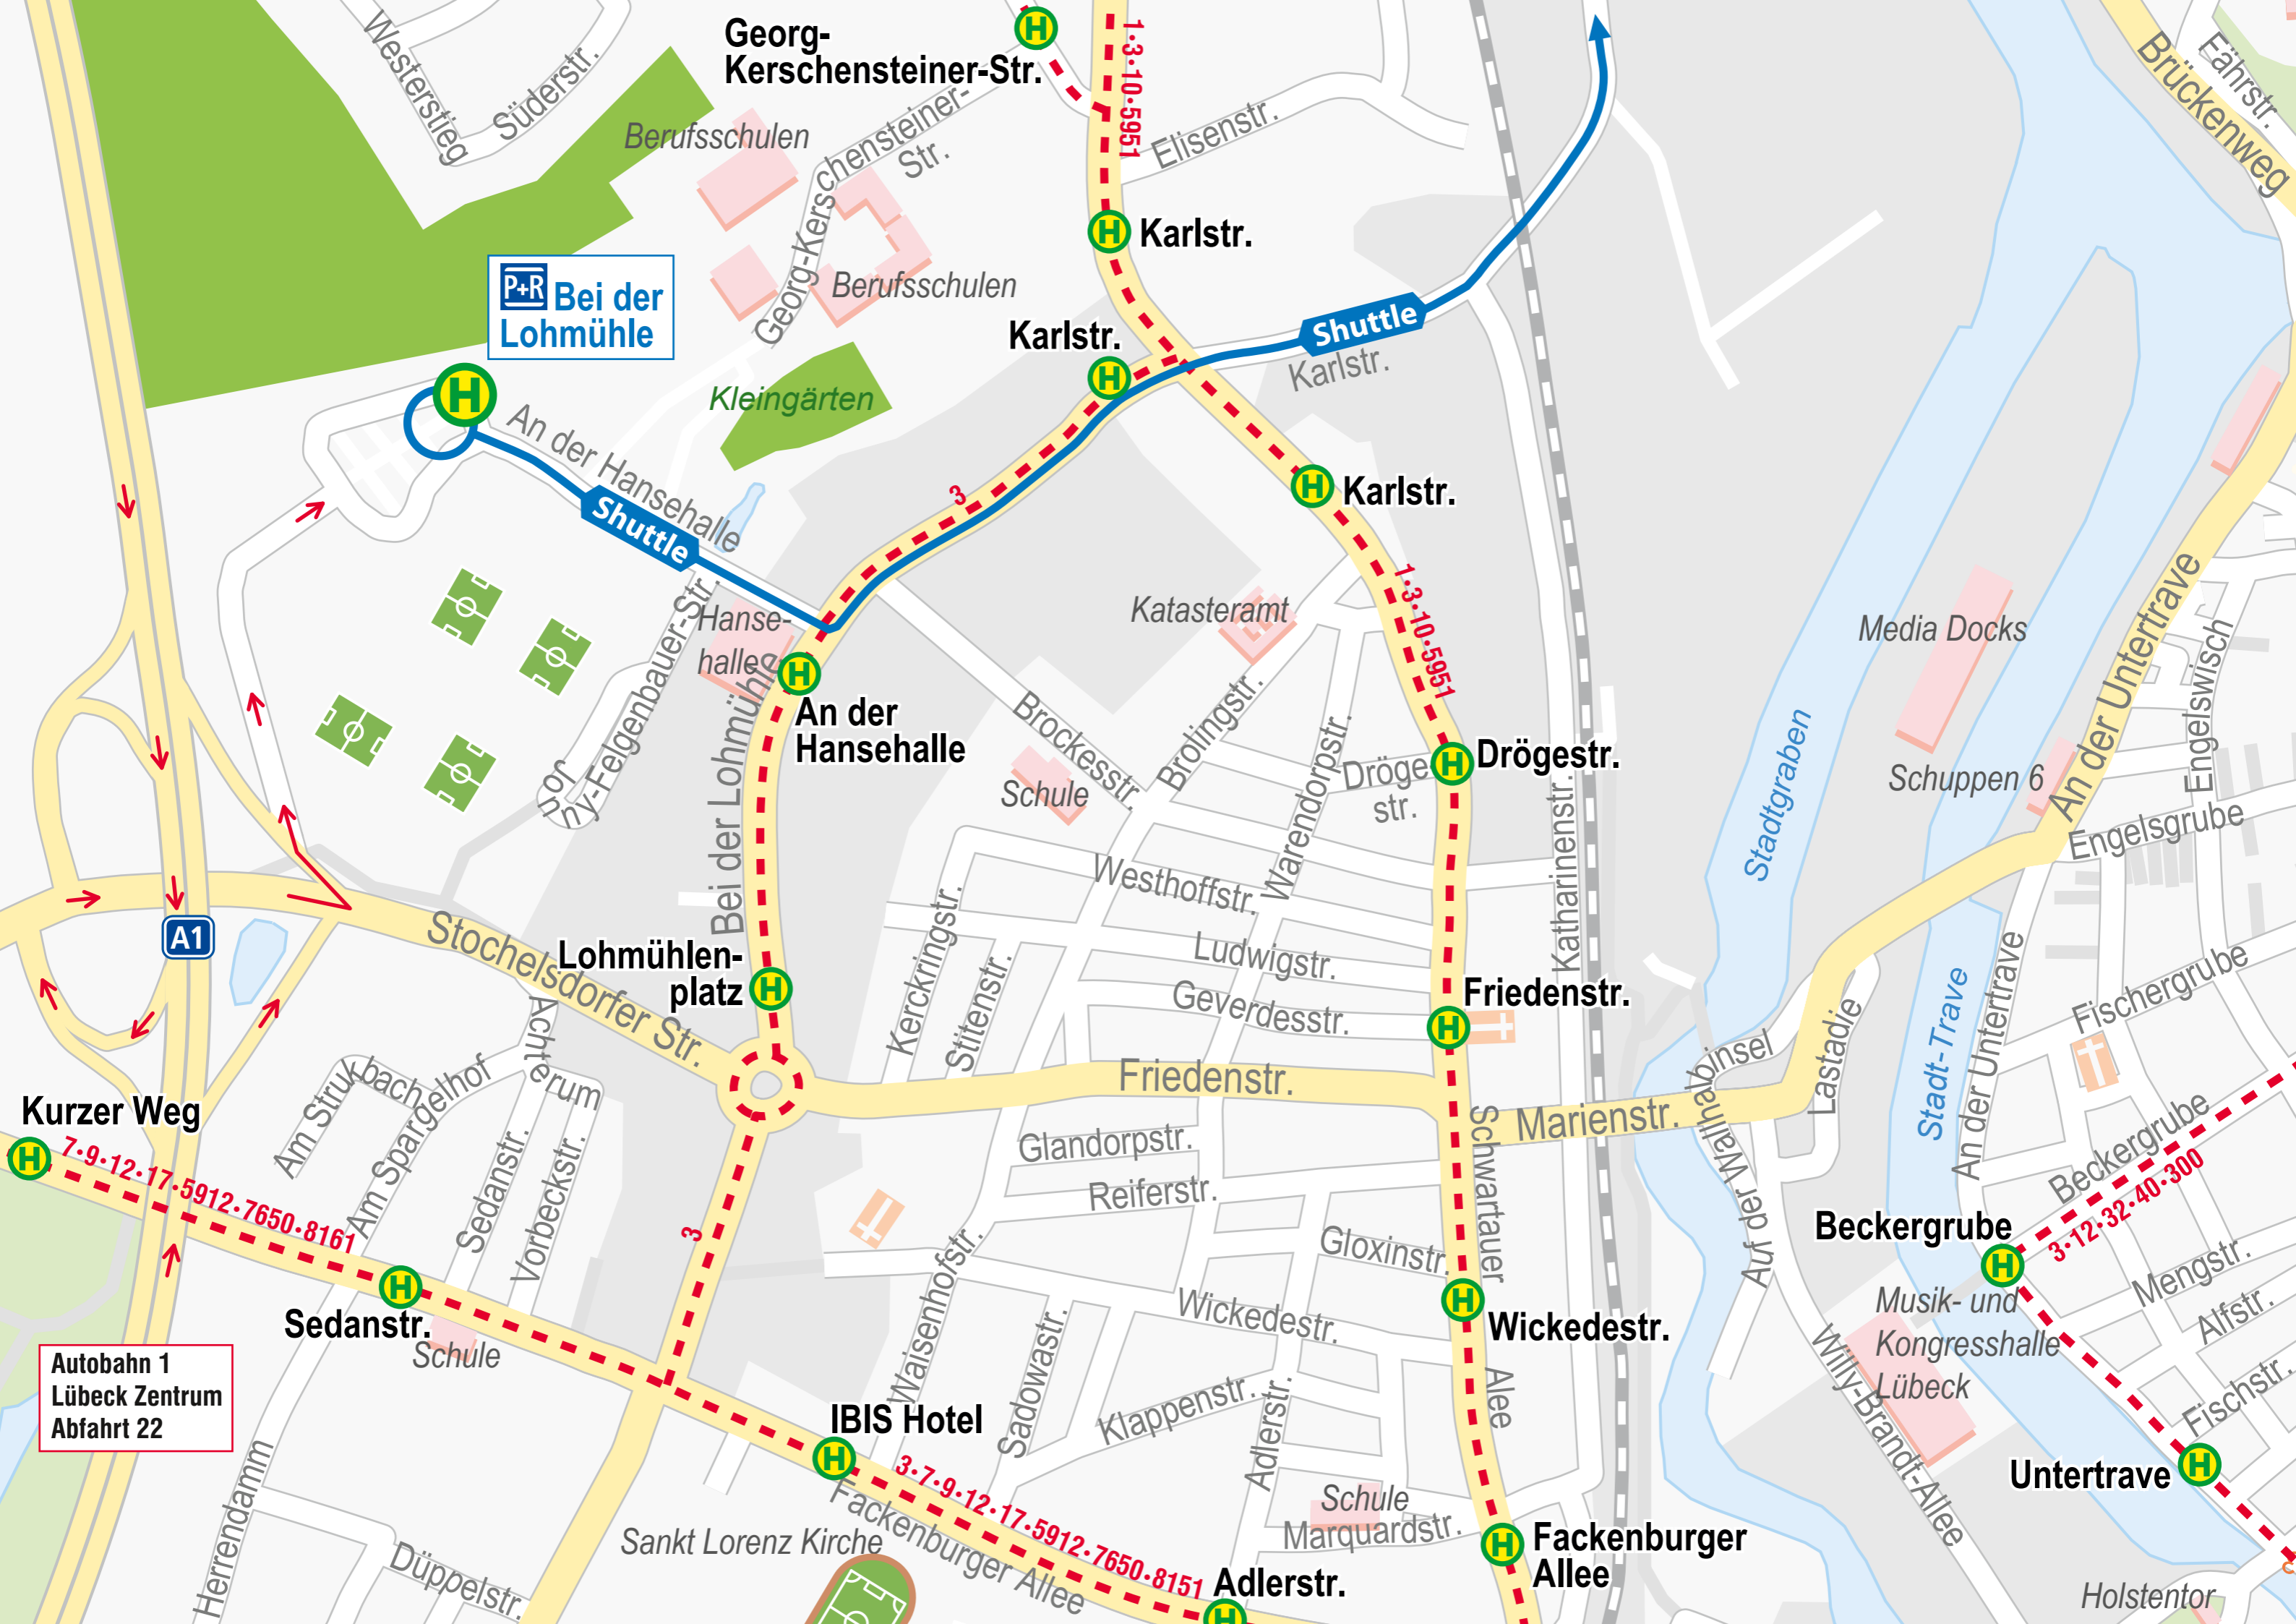 Georg-
Kerschensteiner-Str.
1·3·10·5951
Brückenweg
Fährstr.
Westerstieg
Süderstr.
Berufsschulen
Georg-Kerschensteiner-
Str.
Elisenstr.
Karlstr.
Berufsschulen
P+R Bei der
Lohmühle
Karlstr.
Shuttle
Karlstr.
Kleingärten
H
An der Hansehalle
Shuttle
3
Karlstr.
1·3·10·5951
Katasteramt
Hanse-
halle
An der
Hansehalle
Bei der Lohmühle
Brockesstr.
Brolingstr.
Warendorpstr.
Schule
Dröge-
str.
Drögestr.
Katharinenstr.
Stadtgraben
Media Docks
Schuppen 6
An der Untertrave
Engelswisch
Engelsgrube
Westhoffstr.
Ludwigstr.
Geverdesstr.
Kerckringstr.
Stitenstr.
A1
Stochelsdorfer Str.
Lohmühlen-
platz
Friedenstr.
Friedenstr.
Marienstr.
Lastadie
Auf der Wallhalbinsel
Stadt-Trave
An der Untertrave
Fischergrube
Beckergrube
3·12·32·40·300
Beckergrube
Achterum
Am Strukbach
Am Spargelhof
Sedanstr.
Vorbeckstr.
Kurzer Weg
7·9·12·17·5912·7650·8161
Sedanstr.
Schule
3
Glandorpstr.
Reiferstr.
Gloxinstr.
Schwartauer
Alee
Wickedestr.
Wickedestr.
Waisenhofstr.
Sadowastr.
Klappenstr.
Adlerstr.
Mengstr.
Alfstr.
Fischstr.
Musik- und
Kongresshalle
Lübeck
Willy-Brandt-Allee
Untertrave
Autobahn 1
Lübeck Zentrum
Abfahrt 22
IBIS Hotel
3·7·9·12·17·5912·7650·8151
Fackenburger Allee
Sankt Lorenz Kirche
Herrendamm
Düppelstr.
Schule
Marquardstr.
Fackenburger
Allee
Adlerstr.
Holstentor